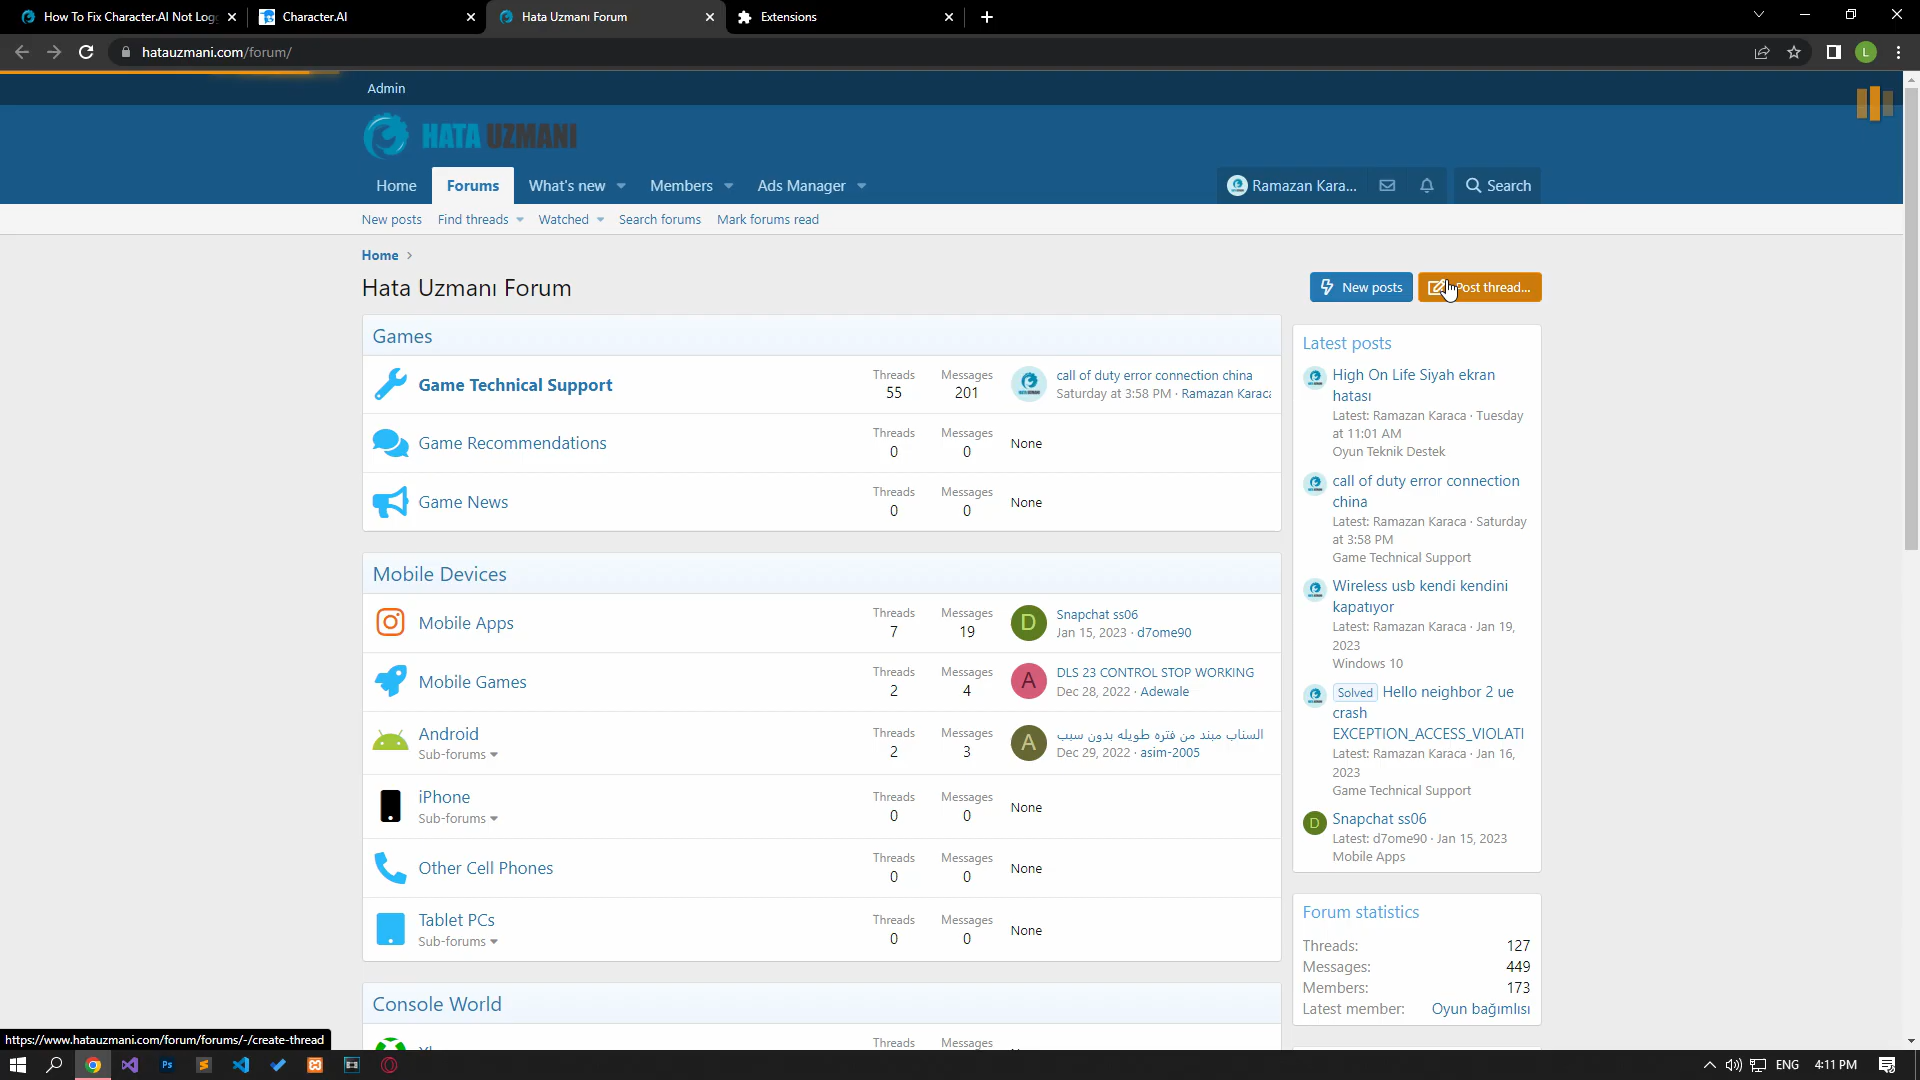 How To Fix Character.AI Not Logg
Character.AI
Hata Uzmanı Forum
Extensions
hatauzmani.com/forum/
L
Admin
HATA UZMANI
Home
Forums
What's new
Members
Ads Manager
Ramazan Kara...
Search
New posts
Find threads
Watched
Search forums
Mark forums read
Home
Hata Uzmanı Forum
New posts
Post thread...
Games
Game Technical Support
Threads
55
Messages
201
call of duty error connection china
Saturday at 3:58 PM · Ramazan Karaca
Game Recommendations
Threads
0
Messages
0
None
Game News
Threads
0
Messages
0
None
Mobile Devices
Mobile Apps
Threads
7
Messages
19
D
Snapchat ss06
Jan 15, 2023 · d7ome90
Mobile Games
Threads
2
Messages
4
A
DLS 23 CONTROL STOP WORKING
Dec 28, 2022 · Adewale
Android
Sub-forums
Threads
2
Messages
3
A
السناب مبند من فتره طويله بدون سبب
Dec 29, 2022 · asim-2005
iPhone
Sub-forums
Threads
0
Messages
0
None
Other Cell Phones
Threads
0
Messages
0
None
Tablet PCs
Sub-forums
Threads
0
Messages
0
None
Console World
Threads
Messages
Latest posts
High On Life Siyah ekran
hatası
Latest: Ramazan Karaca · Tuesday
at 11:01 AM
Oyun Teknik Destek
call of duty error connection
china
Latest: Ramazan Karaca · Saturday
at 3:58 PM
Game Technical Support
Wireless usb kendi kendini
kapatıyor
Latest: Ramazan Karaca · Jan 19,
2023
Windows 10
Solved Hello neighbor 2 ue
crash
EXCEPTION_ACCESS_VIOLATI
Latest: Ramazan Karaca · Jan 16,
2023
Game Technical Support
D
Snapchat ss06
Latest: d7ome90 · Jan 15, 2023
Mobile Apps
Forum statistics
Threads: 127
Messages: 449
Members: 173
Latest member: Oyun bağımlısı
https://www.hatauzmani.com/forum/forums/-/create-thread
Ps
ENG
4:11 PM